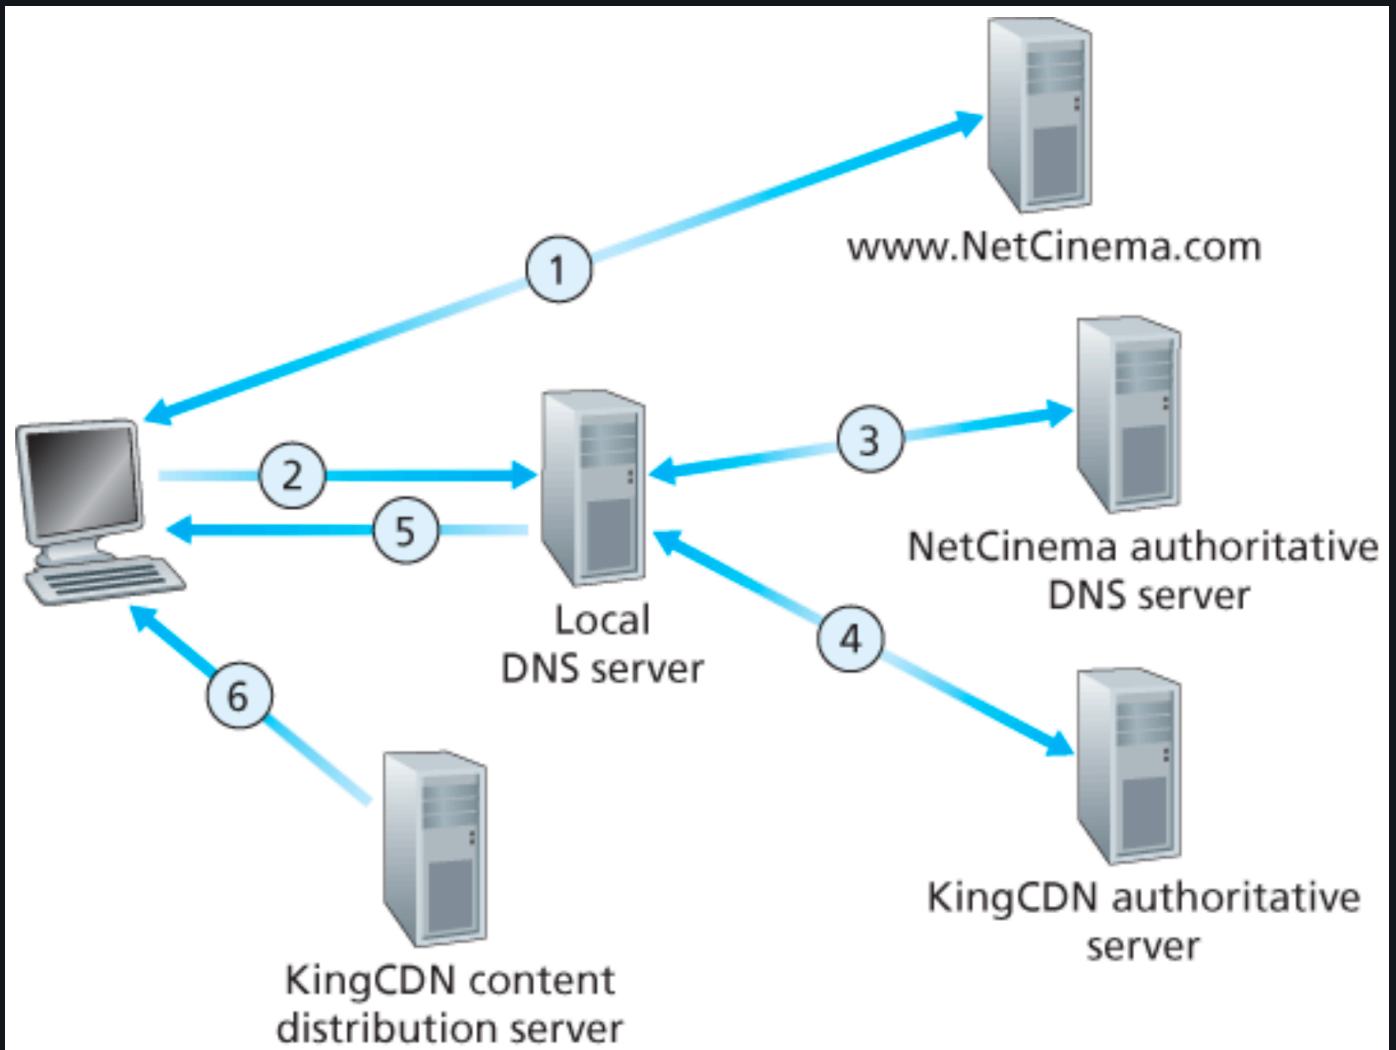 www.NetCinema.com
1
2
3
NetCinema authoritative
DNS server
5
Local
DNS server
4
6
KingCDN authoritative
server
KingCDN content
distribution server